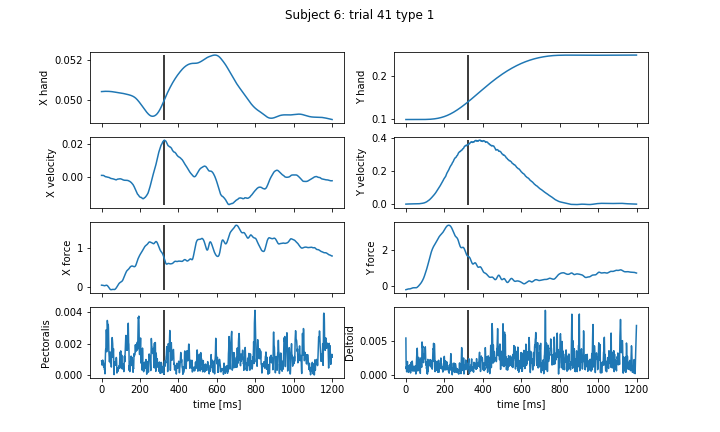 Subject 6: trial 41 type 1
X hand
0.052
0.050
Y hand
0.2
0.1
X velocity
0.02
0.00
Y velocity
0.4
0.2
0.0
X force
1
0
Y force
2
0
Pectoralis
0.004
0.002
0.000
Deltoid
0.005
0.000
0 200 400 600 800 1000 1200
0 200 400 600 800 1000 1200
time [ms]
time [ms]